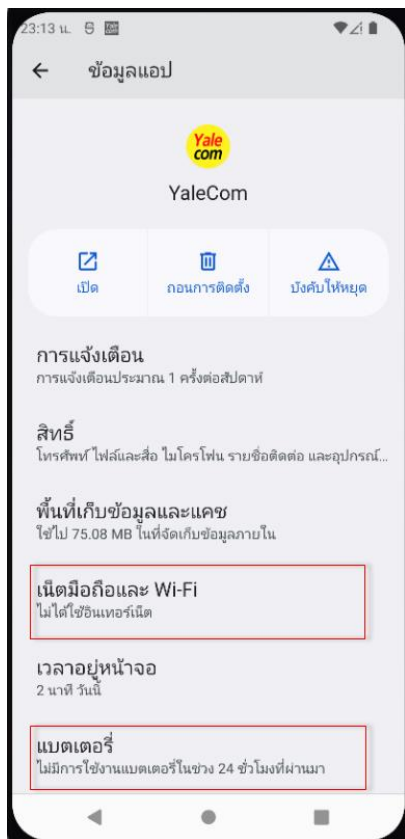 23:13 น.
ข้อมูลแอป
Yale
com
YaleCom
เปิด
ถอนการติดตั้ง
บังคับให้หยุด
การแจ้งเตือน
การแจ้งเตือนประมาณ 1 ครั้งต่อสัปดาห์
สิทธิ์
โทรศัพท์ ไฟล์และสื่อ ไมโครโฟน รายชื่อติดต่อ และอุปกรณ์...
พื้นที่เก็บข้อมูลและแคช
ใช้ไป 75.08 MB ในที่จัดเก็บข้อมูลภายใน
เน็ตมือถือและ Wi-Fi
ไม่ได้ใช้อินเทอร์เน็ต
เวลาอยู่หน้าจอ
2 นาที วันนี้
แบตเตอรี่
ไม่มีการใช้งานแบตเตอรี่ในช่วง 24 ชั่วโมงที่ผ่านมา